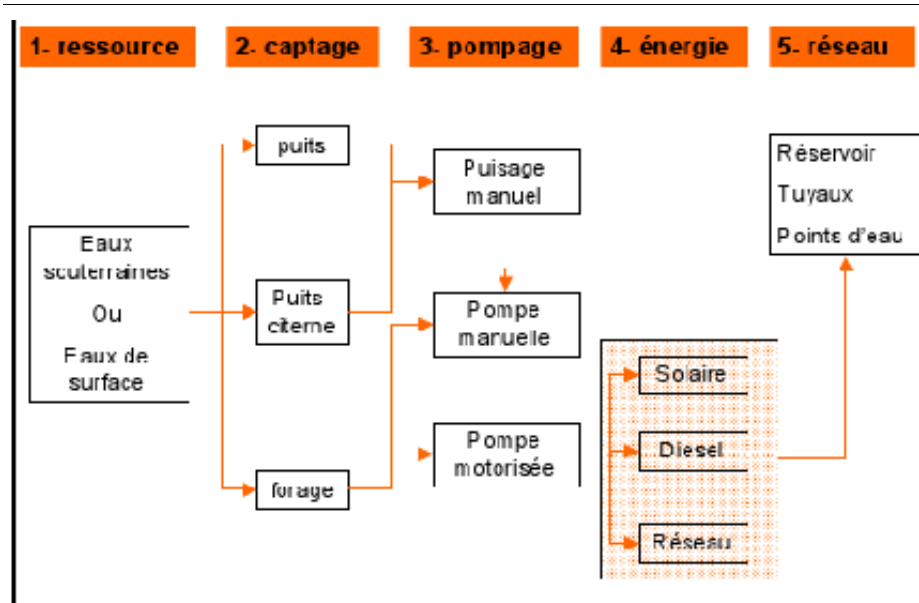 1- ressource
2- captage
3- pompage
4- énergie
5- réseau
puits
Puisage
manuel
Réservoir
Tuyaux
Points d'eau
Eaux
scuterraines
Ou
Eaux de
surface
Puits
citerne
Pompe
manuelle
Solaire
Pompe
motorisée
Diesel
forage
Réseau